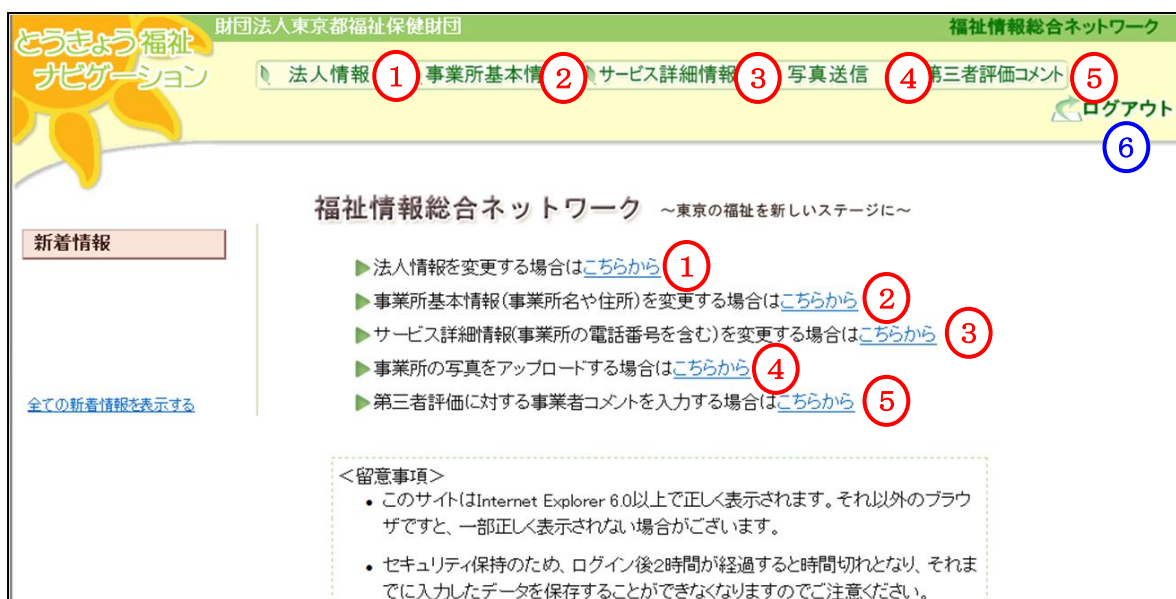 財団法人東京都福祉保健財団
福祉情報総合ネットワーク
とうきょう福祉
ナビゲーション
法人情報 ① 事業所基本情 ② サービス詳細情報 ③ 写真送信 ④ 第三者評価コメント ⑤
ログアウト
⑥
福祉情報総合ネットワーク ～東京の福祉を新しいステージに～
新着情報
法人情報を変更する場合はこちらから ①
事業所基本情報(事業所名や住所)を変更する場合はこちらから ②
サービス詳細情報(事業所の電話番号を含む)を変更する場合はこちらから ③
事業所の写真をアップロードする場合はこちらから ④
第三者評価に対する事業者コメントを入力する場合はこちらから ⑤
全ての新着情報を表示する
＜留意事項＞
• このサイトはInternet Explorer 6.0以上で正しく表示されます。それ以外のブラウ
ザですと、一部正しく表示されない場合がございます。
• セキュリティ保持のため、ログイン後2時間が経過すると時間切れとなり、それま
でに入力したデータを保存することができなくなりますのでご注意ください。